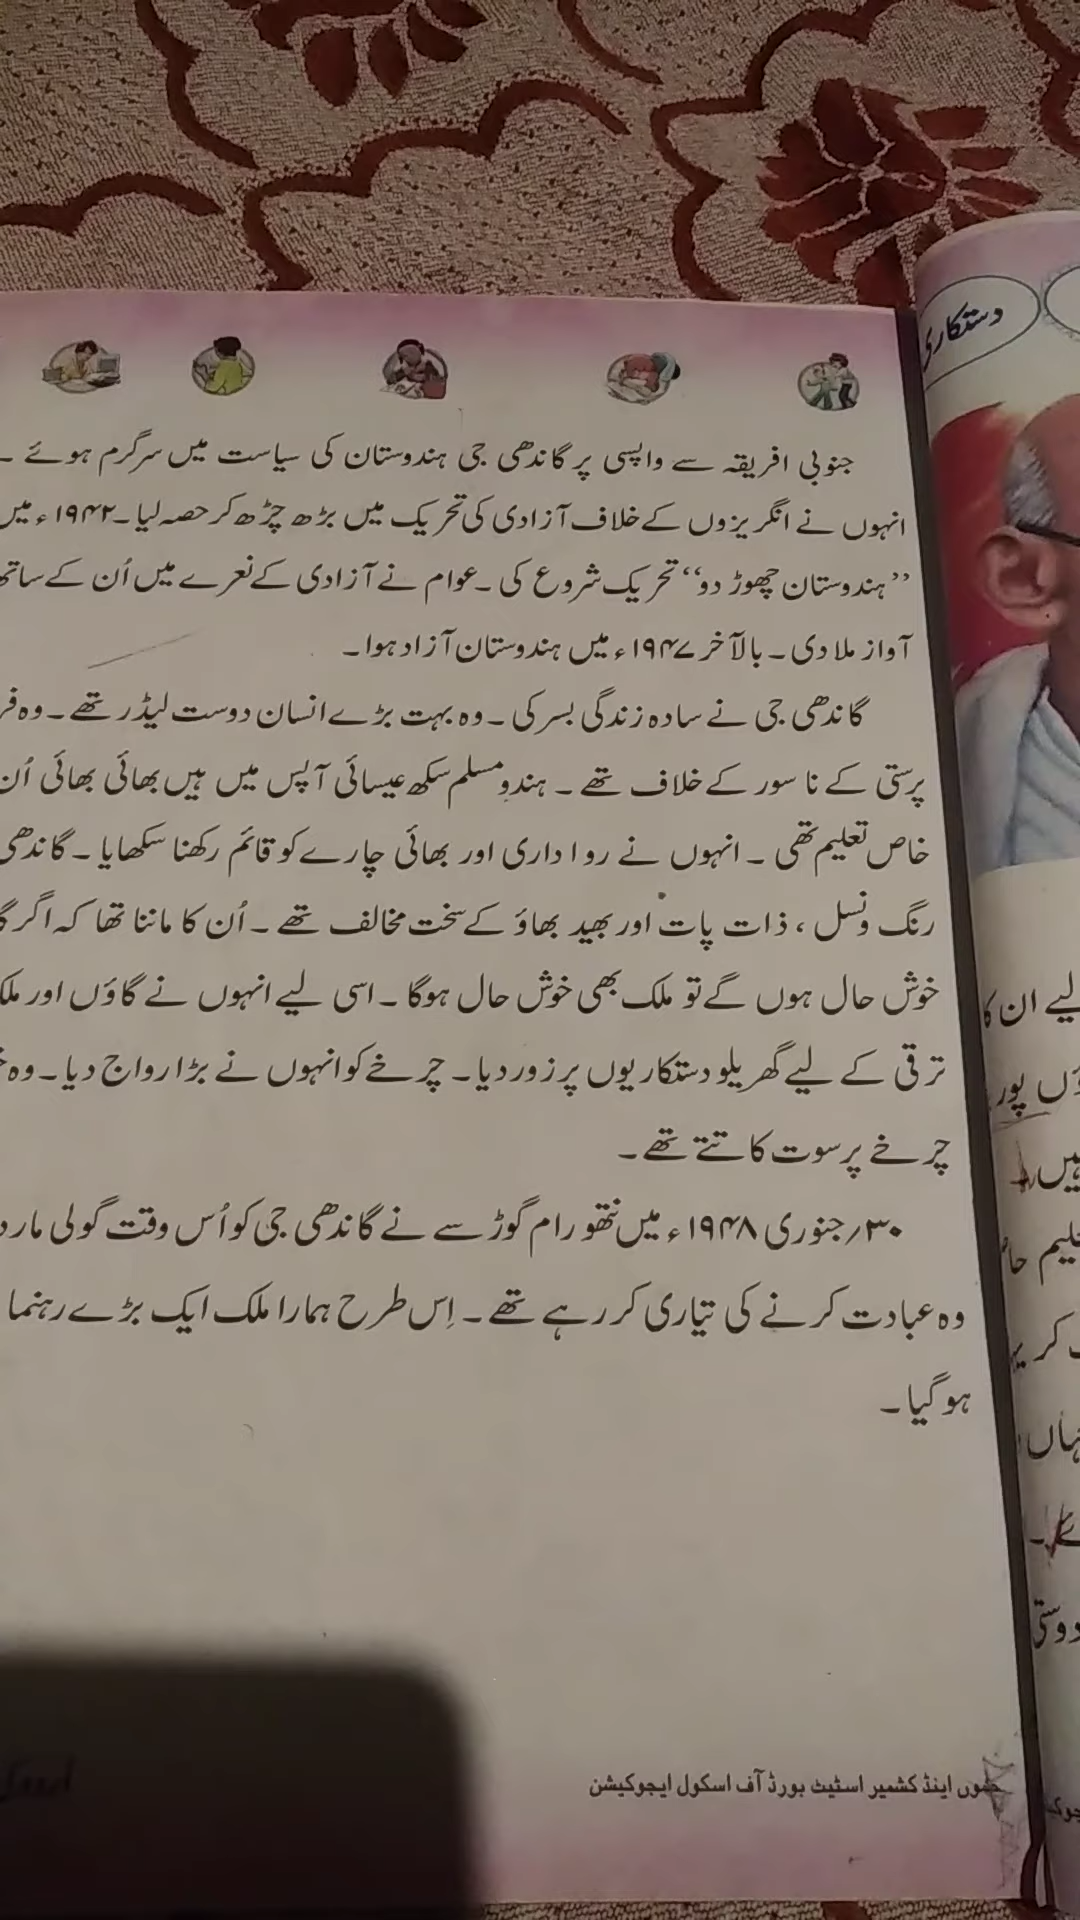 جنوبی افریقہ سے واپسی پر گاندھی جی ہندوستان کی سیاست میں سرگرم ہوئے ۔
انہوں نے انگریزوں کے خلاف آزادی کی تحریک میں بڑھ چڑھ کر حصہ لیا۔ ۱۹۴۲ء میں
”ہندوستان چھوڑ دو“ تحریک شروع کی ۔ عوام نے آزادی کے نعرے میں اُن کے ساتھ
آواز ملا دی ۔ بالآخر ۱۹۴۷ء میں ہندوستان آزاد ہوا ۔
گاندھی جی نے سادہ زندگی بسر کی ۔ وہ بہت بڑے انسان دوست لیڈر تھے ۔ وہ
پرستی کے ناسور کے خلاف تھے ۔ ہندو مسلم سکھ عیسائی آپس میں ہیں بھائی بھائی اُن
خاص تعلیم تھی ۔ انہوں نے رواداری اور بھائی چارے کو قائم رکھنا سکھایا ۔ گاندھی
رنگ ونسل ، ذات پات اور بھید بھاؤ کے سخت مخالف تھے ۔ اُن کا ماننا تھا کہ اگر
خوش حال ہوں گے تو ملک بھی خوش حال ہوگا ۔ اسی لیے انہوں نے گاؤں اور
ترقی کے لیے گھریلو دستکاریوں پر زور دیا ۔ چرخے کو انہوں نے بڑا رواج دیا ۔ وہ
چرخے پر سوت کاتتے تھے ۔
۳۰؍ جنوری ۱۹۴۸ء میں نتھو رام گوڑسے نے گاندھی جی کو اُس وقت گولی مار
وہ عبادت کرنے کی تیاری کر رہے تھے ۔ اِس طرح ہمارا ملک ایک بڑے رہنما
ہوگیا ۔
جموں اینڈ کشمیر اسٹیٹ بورڈ آف اسکول ایجوکیشن
دستکاری
لیے ان